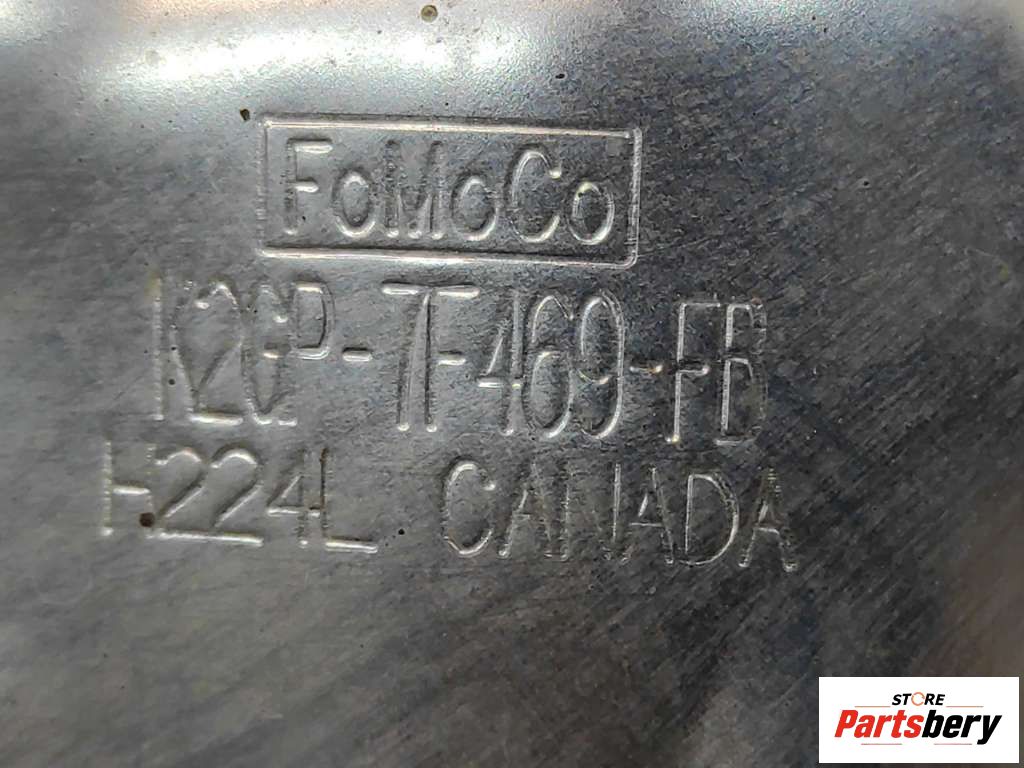 FoMoCo
K2GP-7F469-FB
H224L CANADA
STORE
Partsbery